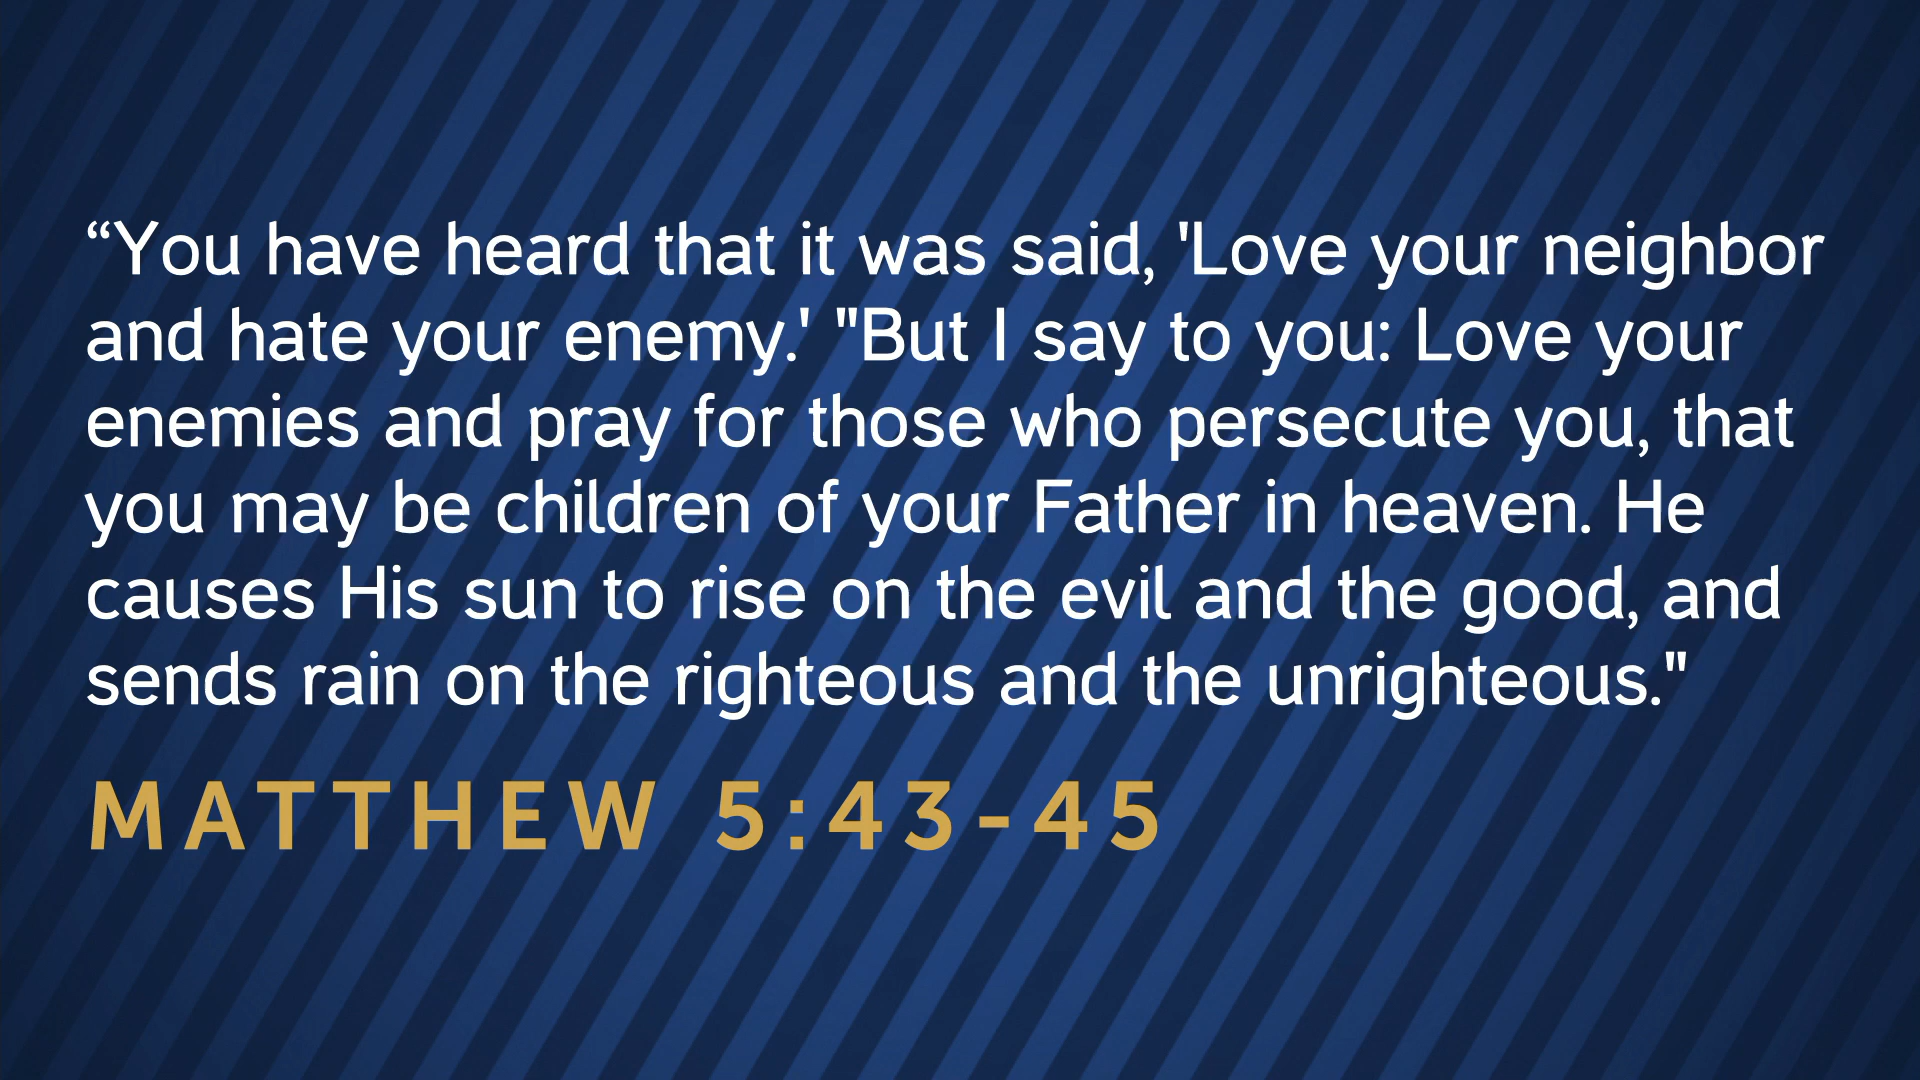 “You have heard that it was said, 'Love your neighbor
and hate your enemy.' "But I say to you: Love your
enemies and pray for those who persecute you, that
you may be children of your Father in heaven. He
causes His sun to rise on the evil and the good, and
sends rain on the righteous and the unrighteous."
MATTHEW 5:43-45